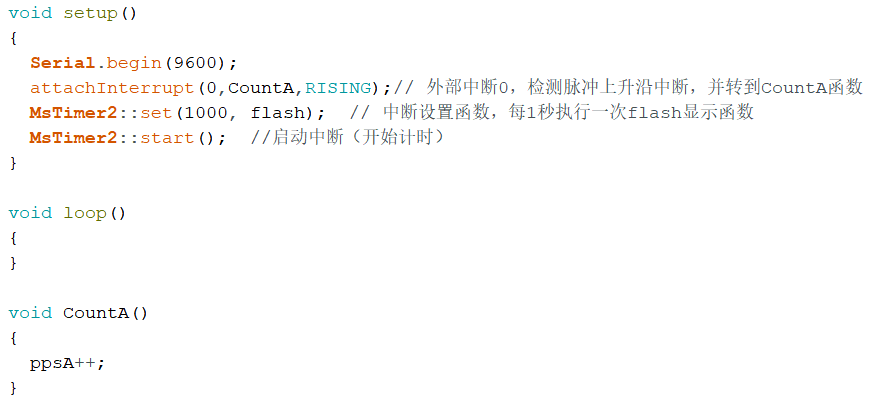 void setup()
{
  Serial.begin(9600);
  attachInterrupt(0,CountA,RISING);// 外部中断0，检测脉冲上升沿中断，并转到CountA函数
  MsTimer2::set(1000, flash);  // 中断设置函数，每1秒执行一次flash显示函数
  MsTimer2::start();  //启动中断（开始计时）
}

void loop()
{
}

void CountA()
{
  ppsA++;
}